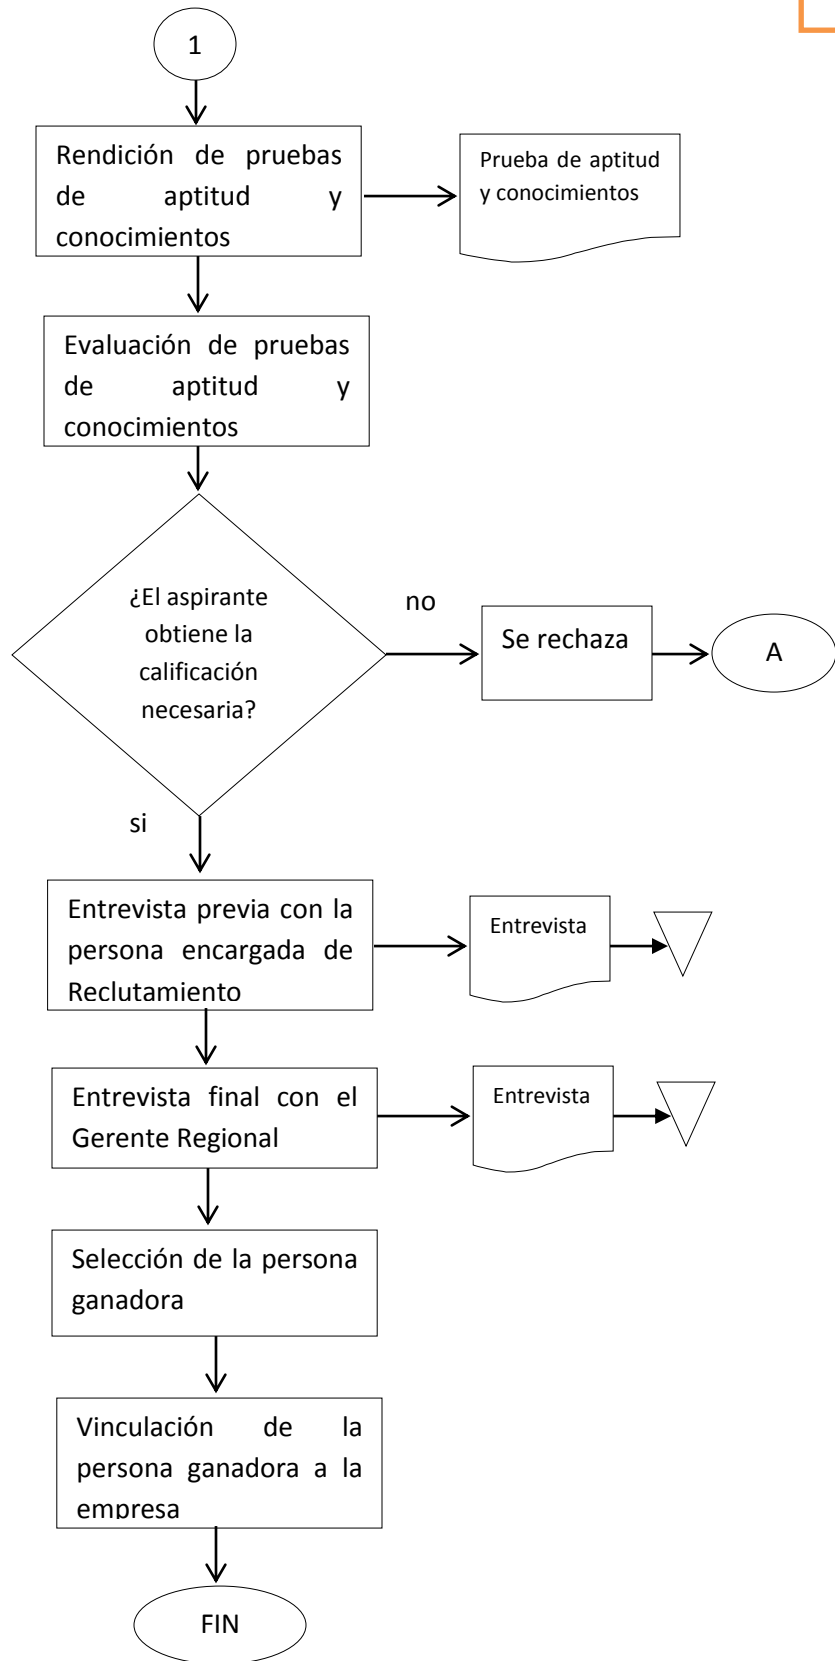 1
Rendición de pruebas
de aptitud y
conocimientos
Prueba de aptitud
y conocimientos
Evaluación de pruebas
de aptitud y
conocimientos
¿El aspirante
obtiene la
calificación
necesaria?
no
Se rechaza
A
si
Entrevista previa con la
persona encargada de
Reclutamiento
Entrevista
Entrevista final con el
Gerente Regional
Entrevista
Selección de la persona
ganadora
Vinculación de la
persona ganadora a la
empresa
FIN